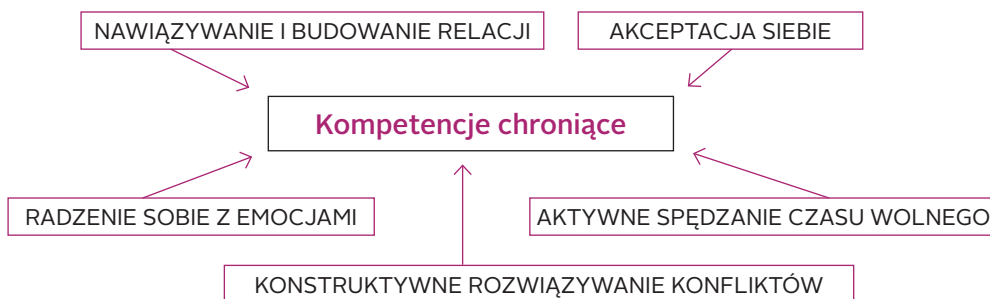 NAWIĄZYWANIE I BUDOWANIE RELACJI
AKCEPTACJA SIEBIE
Kompetencje chroniące
RADZENIE SOBIE Z EMOCJAMI
AKTYWNE SPĘDZANIE CZASU WOLNEGO
KONSTRUKTYWNE ROZWIĄZYWANIE KONFLIKTÓW